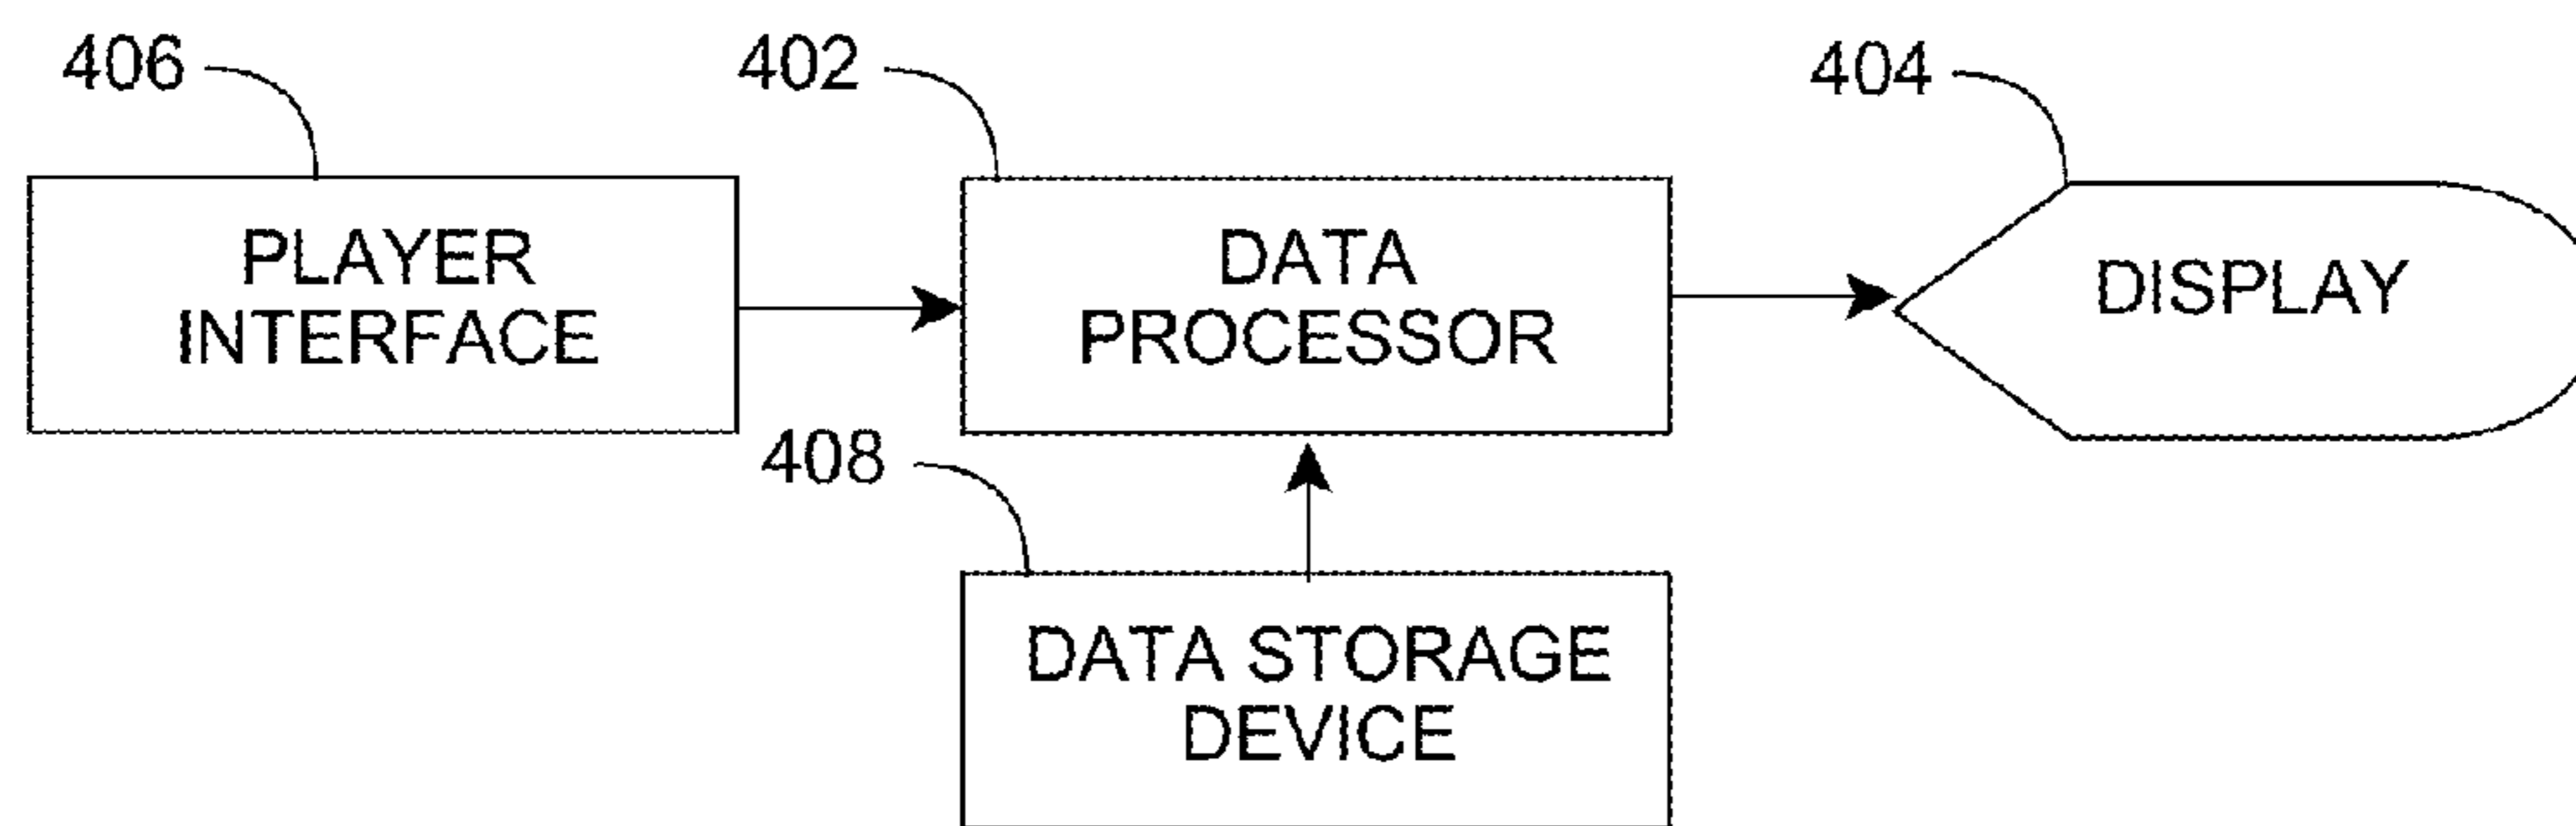 406
402
404
PLAYER
INTERFACE
DATA
PROCESSOR
DISPLAY
408
DATA STORAGE
DEVICE